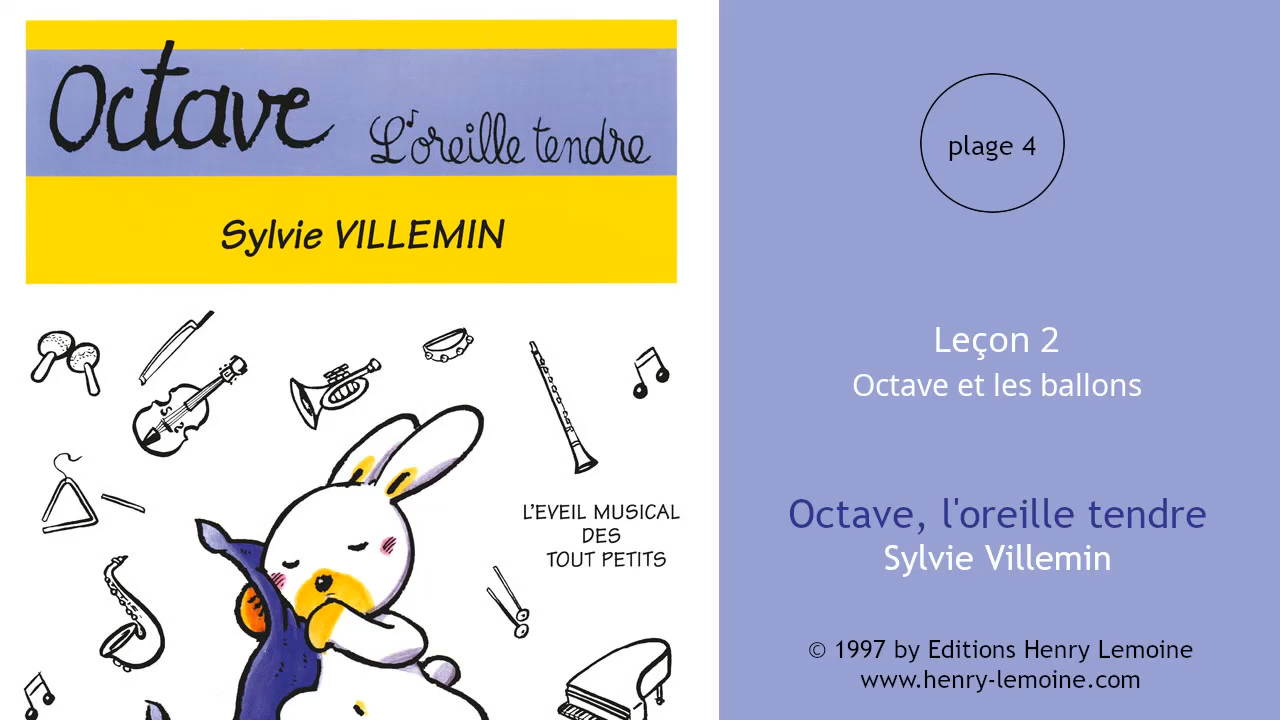 Octave L'oreille tendre
Sylvie VILLEMIN
L'EVEIL MUSICAL
DES
TOUT PETITS
plage 4
Leçon 2
Octave et les ballons
Octave, l'oreille tendre
Sylvie Villemin
© 1997 by Editions Henry Lemoine
www.henry-lemoine.com